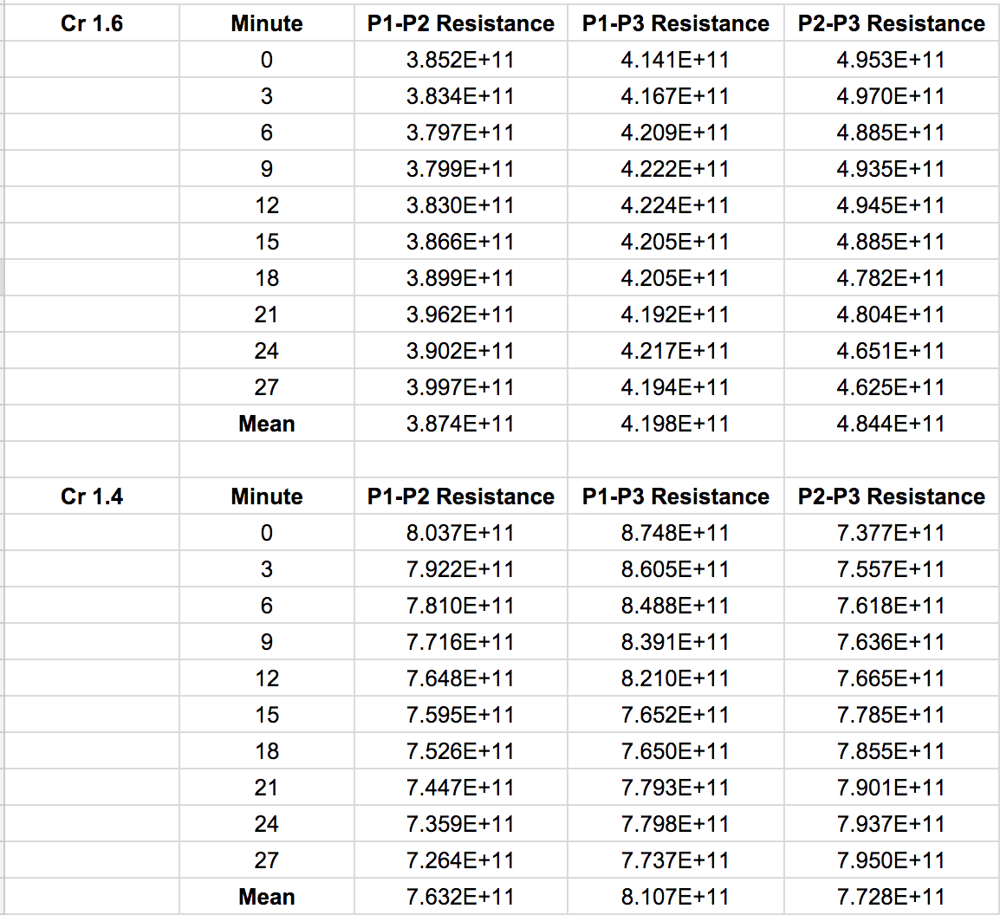 Cr 1.6 Minute P1-P2 Resistance P1-P3 Resistance P2-P3 Resistance
0 3.852E+11 4.141E+11 4.953E+11
3 3.834E+11 4.167E+11 4.970E+11
6 3.797E+11 4.209E+11 4.885E+11
9 3.799E+11 4.222E+11 4.935E+11
12 3.830E+11 4.224E+11 4.945E+11
15 3.866E+11 4.205E+11 4.885E+11
18 3.899E+11 4.205E+11 4.782E+11
21 3.962E+11 4.192E+11 4.804E+11
24 3.902E+11 4.217E+11 4.651E+11
27 3.997E+11 4.194E+11 4.625E+11
Mean 3.874E+11 4.198E+11 4.844E+11
Cr 1.4 Minute P1-P2 Resistance P1-P3 Resistance P2-P3 Resistance
0 8.037E+11 8.748E+11 7.377E+11
3 7.922E+11 8.605E+11 7.557E+11
6 7.810E+11 8.488E+11 7.618E+11
9 7.716E+11 8.391E+11 7.636E+11
12 7.648E+11 8.210E+11 7.665E+11
15 7.595E+11 7.652E+11 7.785E+11
18 7.526E+11 7.650E+11 7.855E+11
21 7.447E+11 7.793E+11 7.901E+11
24 7.359E+11 7.798E+11 7.937E+11
27 7.264E+11 7.737E+11 7.950E+11
Mean 7.632E+11 8.107E+11 7.728E+11